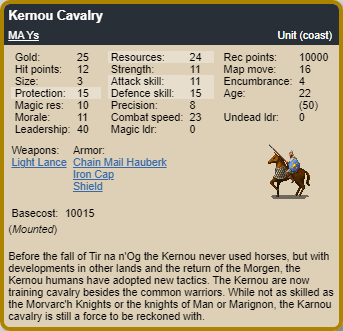 Kernou Cavalry
MA Ys Unit (coast)
Gold: 25 Resources: 24 Rec points: 10000
Hit points: 12 Strength: 11 Map move: 16
Size: 3 Attack skill: 11 Encumbrance: 4
Protection: 15 Defence skill: 15 Age: 22
Magic res: 10 Precision: 8 (50)
Morale: 11 Combat speed: 23 Undead ldr: 0
Leadership: 40 Magic ldr: 0
Weapons: Armor:
Light Lance Chain Mail Hauberk
Iron Cap
Shield
Basecost: 10015
(Mounted)
Before the fall of Tir na n'Og the Kernou never used horses, but with
developments in other lands and the return of the Morgen, the
Kernou humans have adopted new tactics. The Kernou are now
training cavalry besides the common warriors. While not as skilled as
the Morvarc'h Knights or the knights of Man or Marignon, the Karnou
cavalry is still a force to be reckoned with.